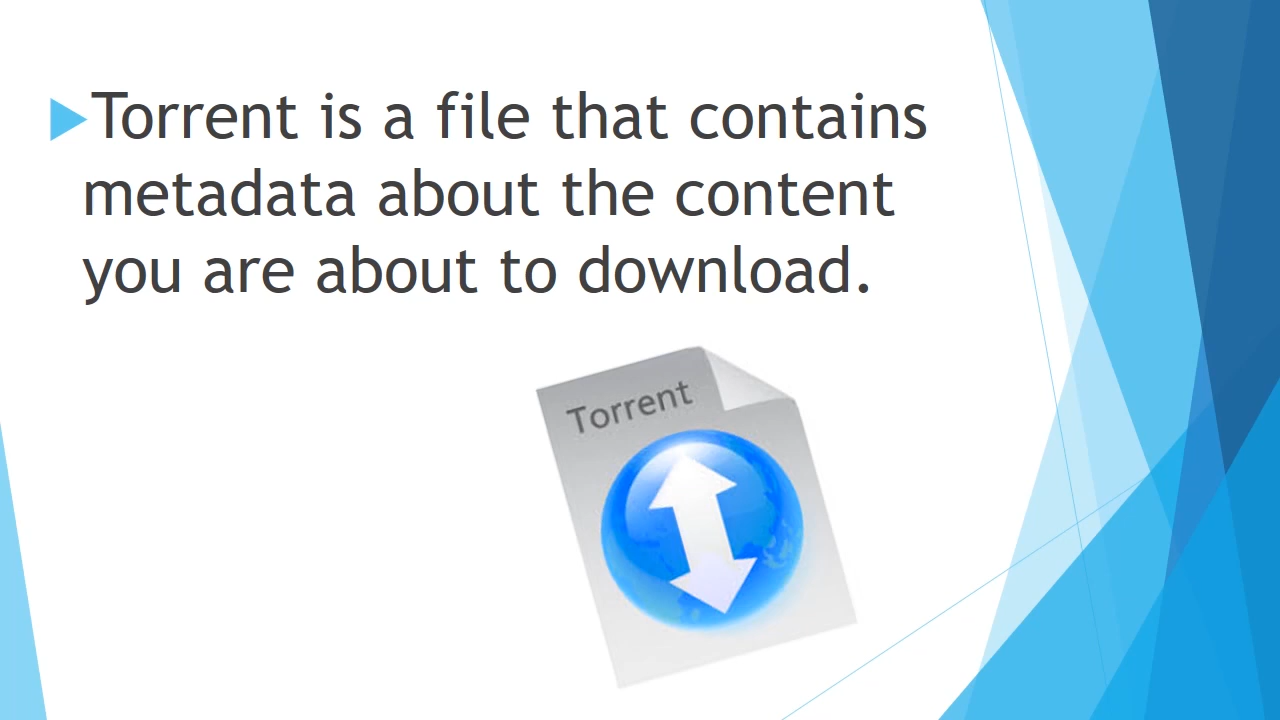 Torrent is a file that contains
metadata about the content
you are about to download.
Torrent